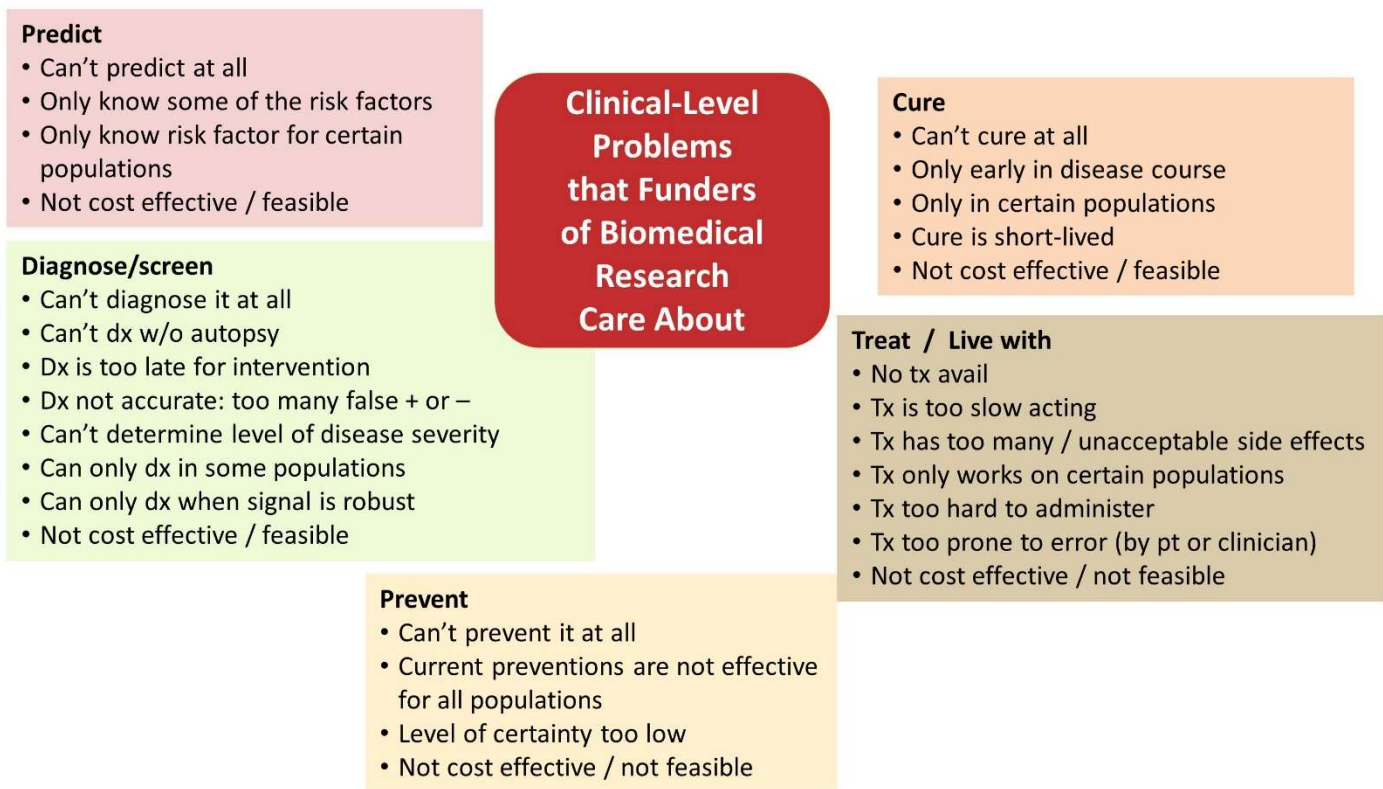 Predict
• Can't predict at all
• Only know some of the risk factors
• Only know risk factor for certain
populations
• Not cost effective / feasible
Clinical-Level
Problems
that Funders
of Biomedical
Research
Care About
Cure
• Can't cure at all
• Only early in disease course
• Only in certain populations
• Cure is short-lived
• Not cost effective / feasible
Diagnose/screen
• Can't diagnose it at all
• Can't dx w/o autopsy
• Dx is too late for intervention
• Dx not accurate: too many false + or –
• Can't determine level of disease severity
• Can only dx in some populations
• Can only dx when signal is robust
• Not cost effective / feasible
Treat / Live with
• No tx avail
• Tx is too slow acting
• Tx has too many / unacceptable side effects
• Tx only works on certain populations
• Tx too hard to administer
• Tx too prone to error (by pt or clinician)
• Not cost effective / not feasible
Prevent
• Can't prevent it at all
• Current preventions are not effective
for all populations
• Level of certainty too low
• Not cost effective / not feasible